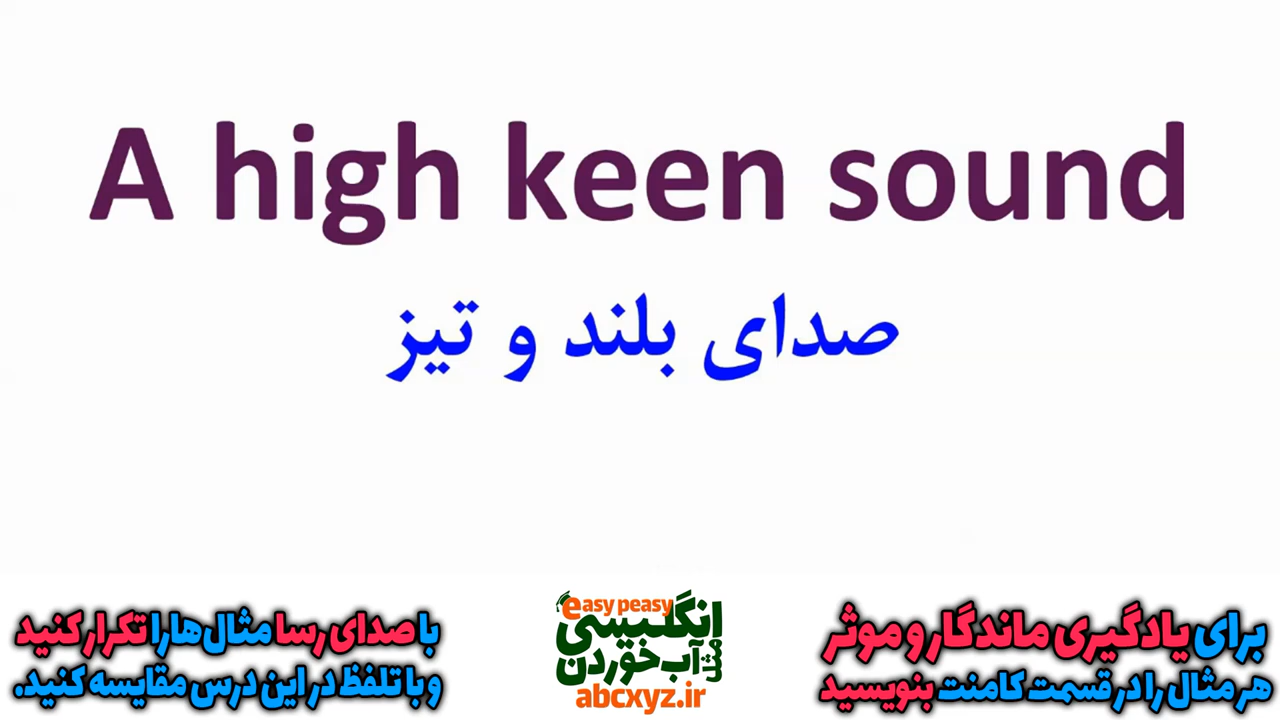 A high keen sound
صدای بلند و تیز
برای یادگیری ماندگار و موثر
هر مثال را در قسمت کامنت بنویسید
easy peasy
انگلیسی
مثل آب خوردن
abcxyz.ir
با صدای رسا مثال‌ها را تکرار کنید
و با تلفظ در این درس مقایسه کنید.